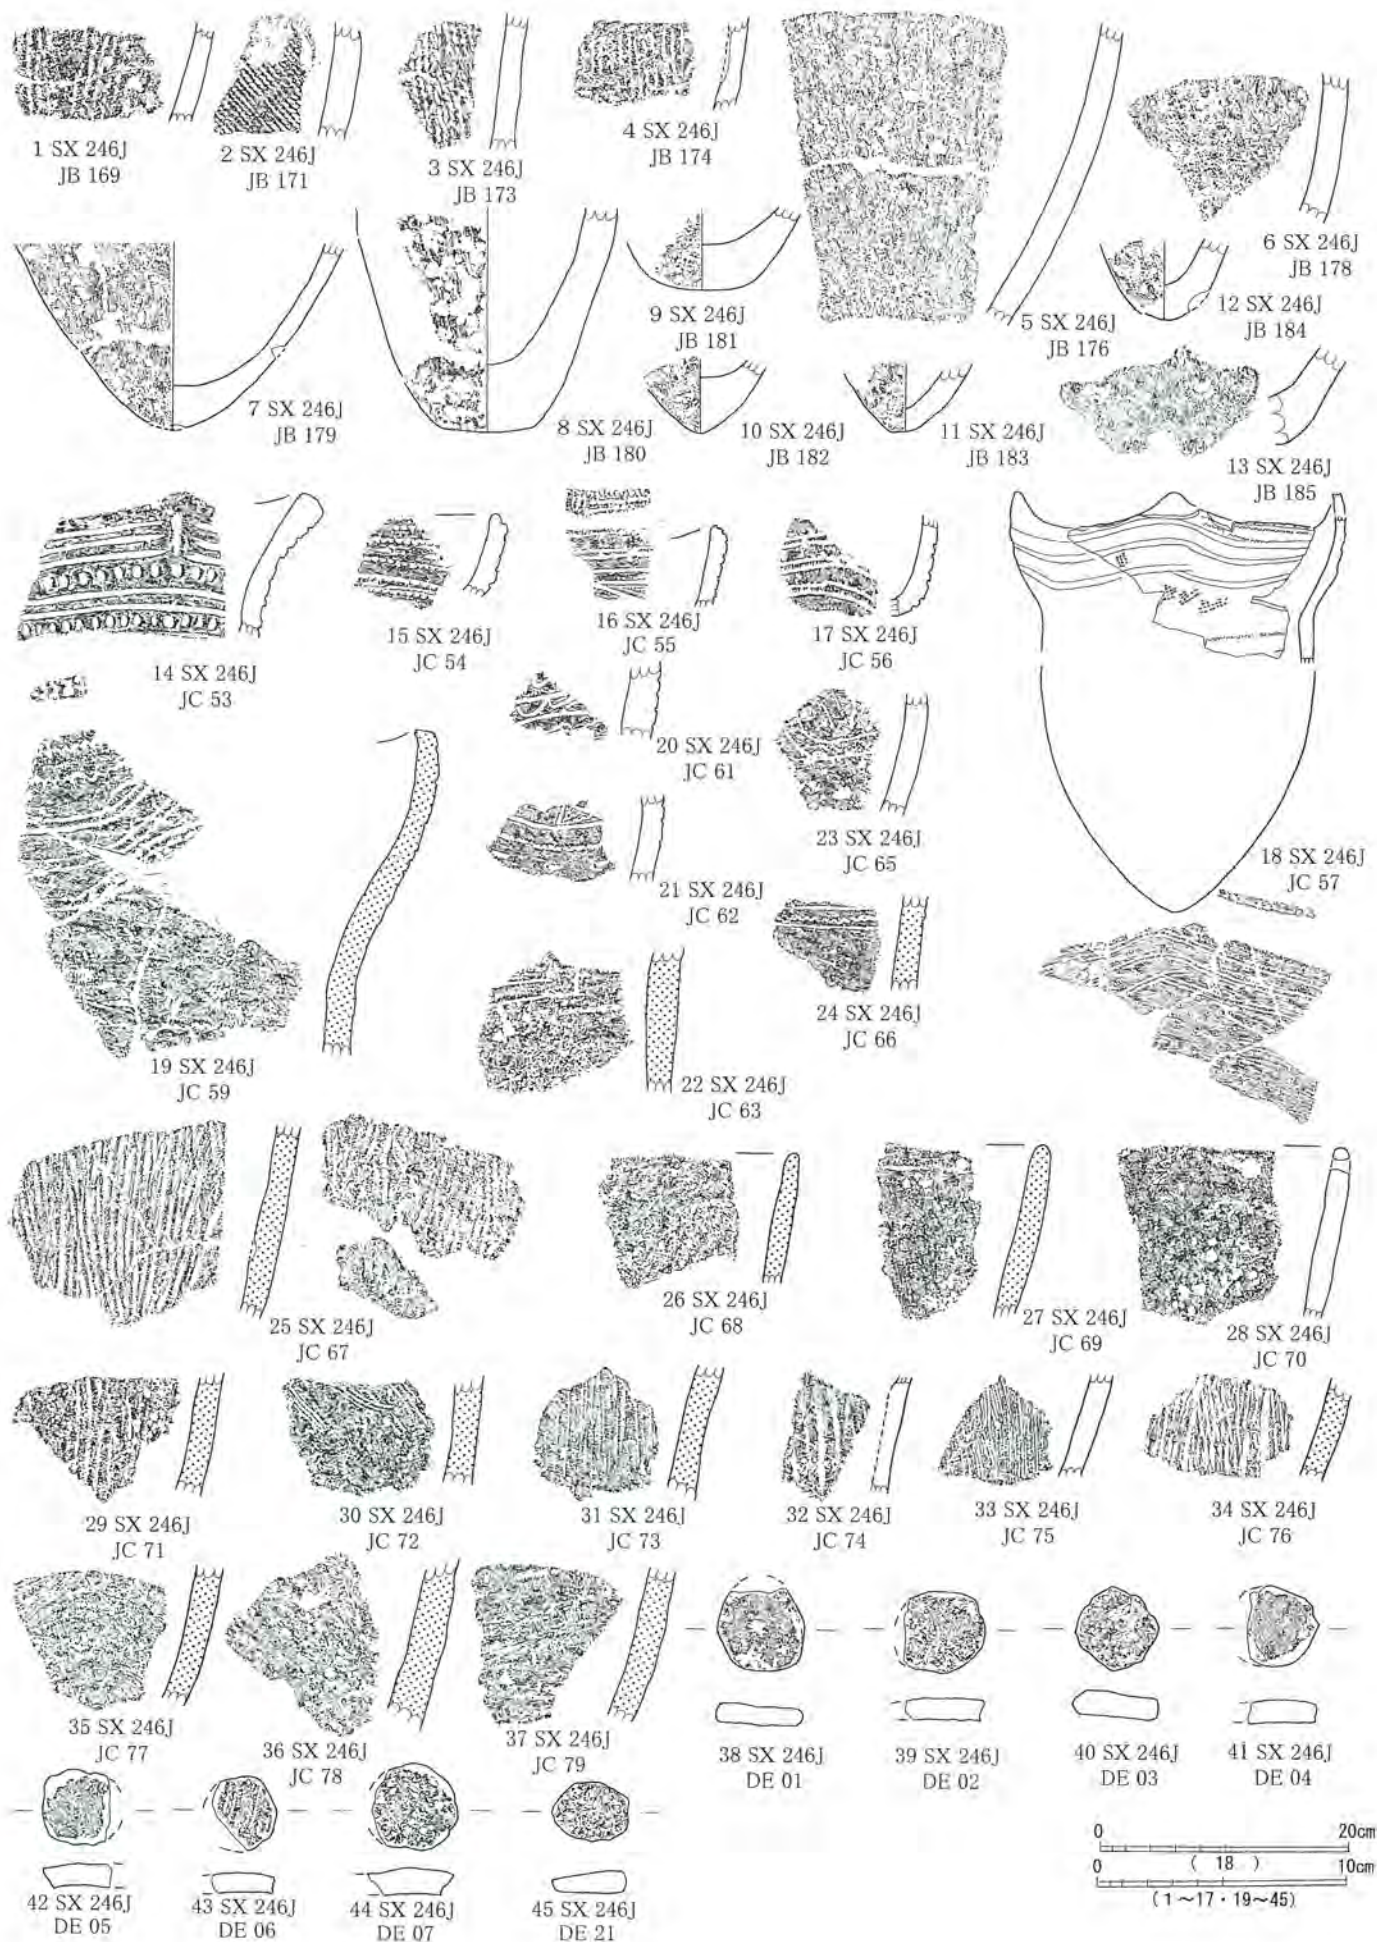 1 SX 246J
JB 169
2 SX 246J
JB 171
3 SX 246J
JB 173
4 SX 246J
JB 174
5 SX 246J
JB 176
6 SX 246J
JB 178
7 SX 246J
JB 179
8 SX 246J
JB 180
9 SX 246J
JB 181
10 SX 246J
JB 182
11 SX 246J
JB 183
12 SX 246J
JB 184
13 SX 246J
JB 185
14 SX 246J
JC 53
15 SX 246J
JC 54
16 SX 246J
JC 55
17 SX 246J
JC 56
18 SX 246J
JC 57
19 SX 246J
JC 59
20 SX 246J
JC 61
21 SX 246J
JC 62
22 SX 246J
JC 63
23 SX 246J
JC 65
24 SX 246J
JC 66
25 SX 246J
JC 67
26 SX 246J
JC 68
27 SX 246J
JC 69
28 SX 246J
JC 70
29 SX 246J
JC 71
30 SX 246J
JC 72
31 SX 246J
JC 73
32 SX 246J
JC 74
33 SX 246J
JC 75
34 SX 246J
JC 76
35 SX 246J
JC 77
36 SX 246J
JC 78
37 SX 246J
JC 79
38 SX 246J
DE 01
39 SX 246J
DE 02
40 SX 246J
DE 03
41 SX 246J
DE 04
42 SX 246J
DE 05
43 SX 246J
DE 06
44 SX 246J
DE 07
45 SX 246J
DE 21
0 20cm
( 18 )
0 10cm
(1～17・19～45)